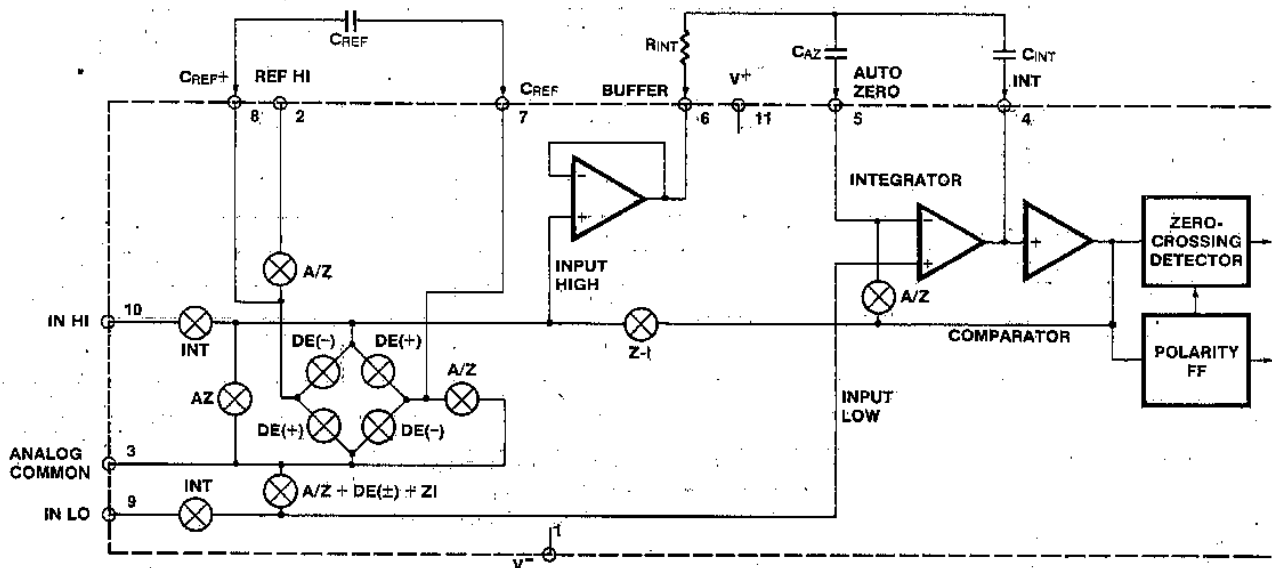 CREF
RINT
CAZ
CINT
CREF+
REF HI
CREF
BUFFER
V+
AUTO
ZERO
INT
8
2
7
6
11
5
4
INTEGRATOR
-
+
-
+
+
ZERO-
CROSSING
DETECTOR
A/Z
INPUT
HIGH
A/Z
IN HI
10
INT
DE(-)
DE(+)
Z-I
COMPARATOR
POLARITY
FF
AZ
A/Z
DE(+)
DE(-)
INPUT
LOW
ANALOG
COMMON
3
INT
A/Z + DE(±) + ZI
IN LO
9
1
V-